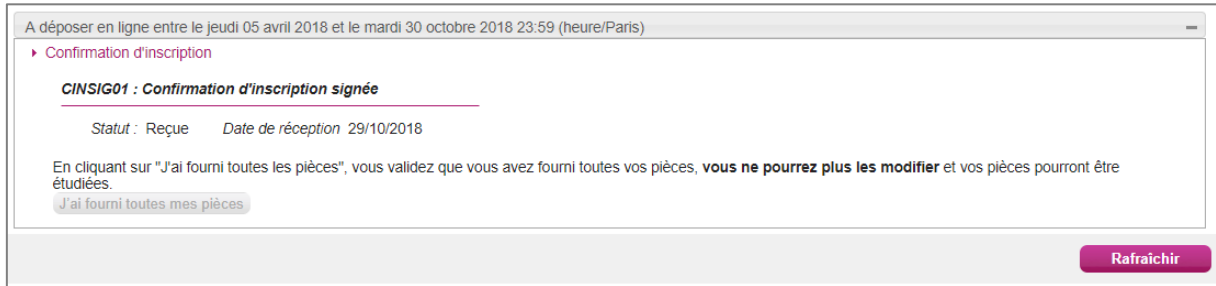 A déposer en ligne entre le jeudi 05 avril 2018 et le mardi 30 octobre 2018 23:59 (heure/Paris)
Confirmation d'inscription
CINSIG01 : Confirmation d'inscription signée
Statut : Reçue Date de réception 29/10/2018
En cliquant sur "J'ai fourni toutes les pièces", vous validez que vous avez fourni toutes vos pièces, vous ne pourrez plus les modifier et vos pièces pourront être
étudiées.
J'ai fourni toutes mes pièces
Rafraîchir